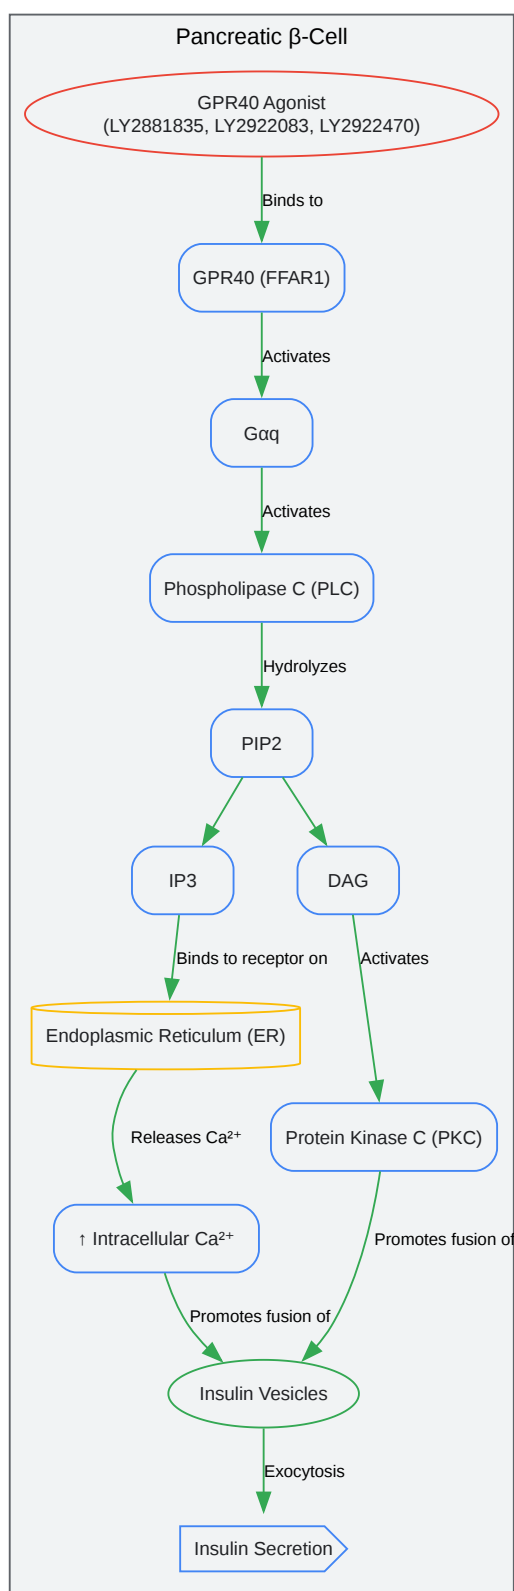 Pancreatic β-Cell
GPR40 Agonist
(LY2881835, LY2922083, LY2922470)
Binds to
GPR40 (FFAR1)
Activates
Gαq
Activates
Phospholipase C (PLC)
Hydrolyzes
PIP2
IP3
DAG
Binds to receptor on
Activates
Endoplasmic Reticulum (ER)
Releases Ca²⁺
Protein Kinase C (PKC)
↑ Intracellular Ca²⁺
Promotes fusion of
Promotes fusion of
Insulin Vesicles
Exocytosis
Insulin Secretion